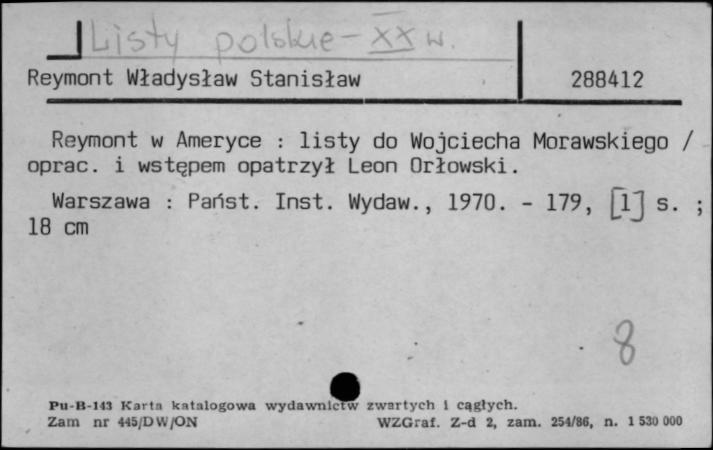 Listy polskie - XX w.
Reymont Władysław Stanisław 288412
Reymont w Ameryce : listy do Wojciecha Morawskiego /
oprac. i wstępem opatrzył Leon Orłowski.
Warszawa : Państ. Inst. Wydaw., 1970. - 179, [1] s. ;
18 cm
8
Pu-B-143 Karta katalogowa wydawnictw zwartych i cągłych.
Zam nr 445/DW/ON WZGraf. Z-d 2, zam. 254/86, n. 1 530 000